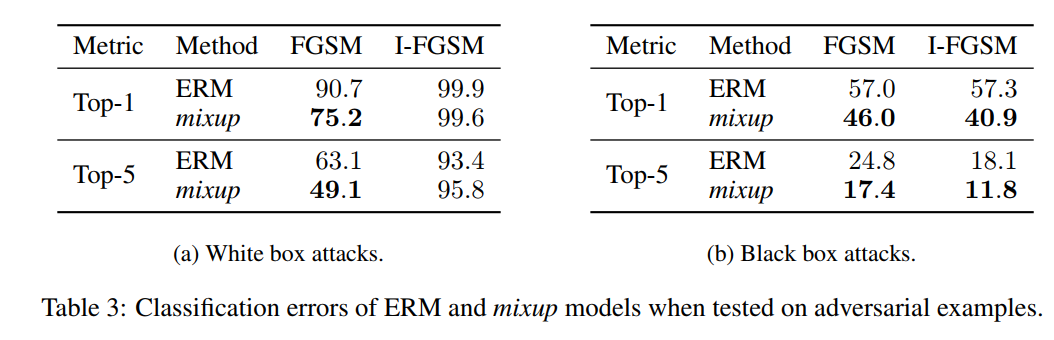 Metric Method FGSM I-FGSM
Top-1 ERM 90.7 99.9
mixup 75.2 99.6
Top-5 ERM 63.1 93.4
mixup 49.1 95.8
(a) White box attacks.
Metric Method FGSM I-FGSM
Top-1 ERM 57.0 57.3
mixup 46.0 40.9
Top-5 ERM 24.8 18.1
mixup 17.4 11.8
(b) Black box attacks.
Table 3: Classification errors of ERM and mixup models when tested on adversarial examples.